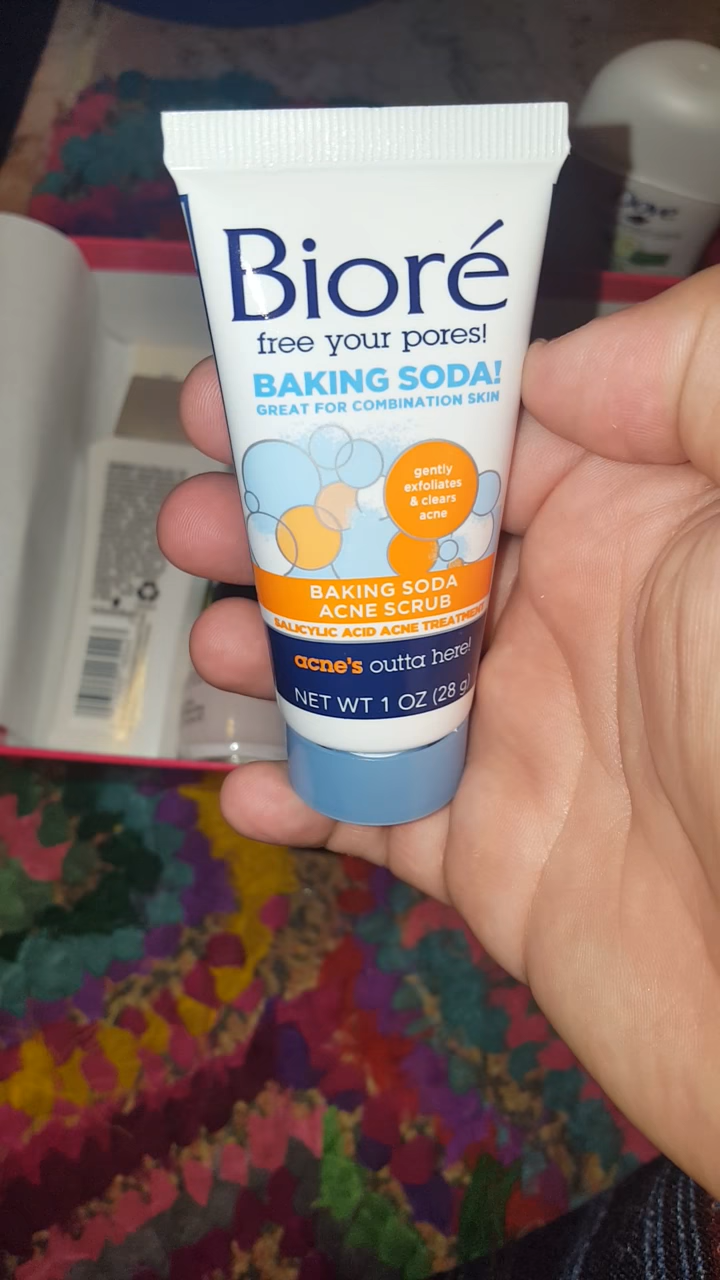 Bioré
free your pores!
BAKING SODA!
GREAT FOR COMBINATION SKIN
gently
exfoliates
& clears
acne
BAKING SODA
ACNE SCRUB
SALICYLIC ACID ACNE TREATMENT
acne's outta here!
NET WT 1 OZ (28 g)
Dove